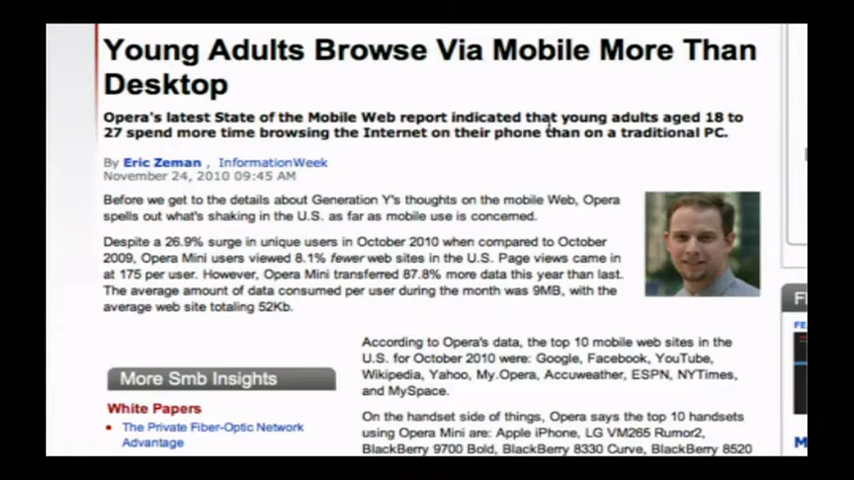 Young Adults Browse Via Mobile More Than
Desktop
Opera's latest State of the Mobile Web report indicated that young adults aged 18 to
27 spend more time browsing the Internet on their phone than on a traditional PC.
By Eric Zeman , InformationWeek
November 24, 2010 09:45 AM
Before we get to the details about Generation Y's thoughts on the mobile Web, Opera
spells out what's shaking in the U.S. as far as mobile use is concerned.
Despite a 26.9% surge in unique users in October 2010 when compared to October
2009, Opera Mini users viewed 8.1% fewer web sites in the U.S. Page views came in
at 175 per user. However, Opera Mini transferred 87.8% more data this year than last.
The average amount of data consumed per user during the month was 9MB, with the
average web site totaling 52Kb.
According to Opera's data, the top 10 mobile web sites in the
U.S. for October 2010 were: Google, Facebook, YouTube,
Wikipedia, Yahoo, My.Opera, Accuweather, ESPN, NYTimes,
and MySpace.
On the handset side of things, Opera says the top 10 handsets
using Opera Mini are: Apple iPhone, LG VM265 Rumor2,
BlackBerry 9700 Bold, BlackBerry 8330 Curve, BlackBerry 8520
More Smb Insights
White Papers
The Private Fiber-Optic Network
Advantage